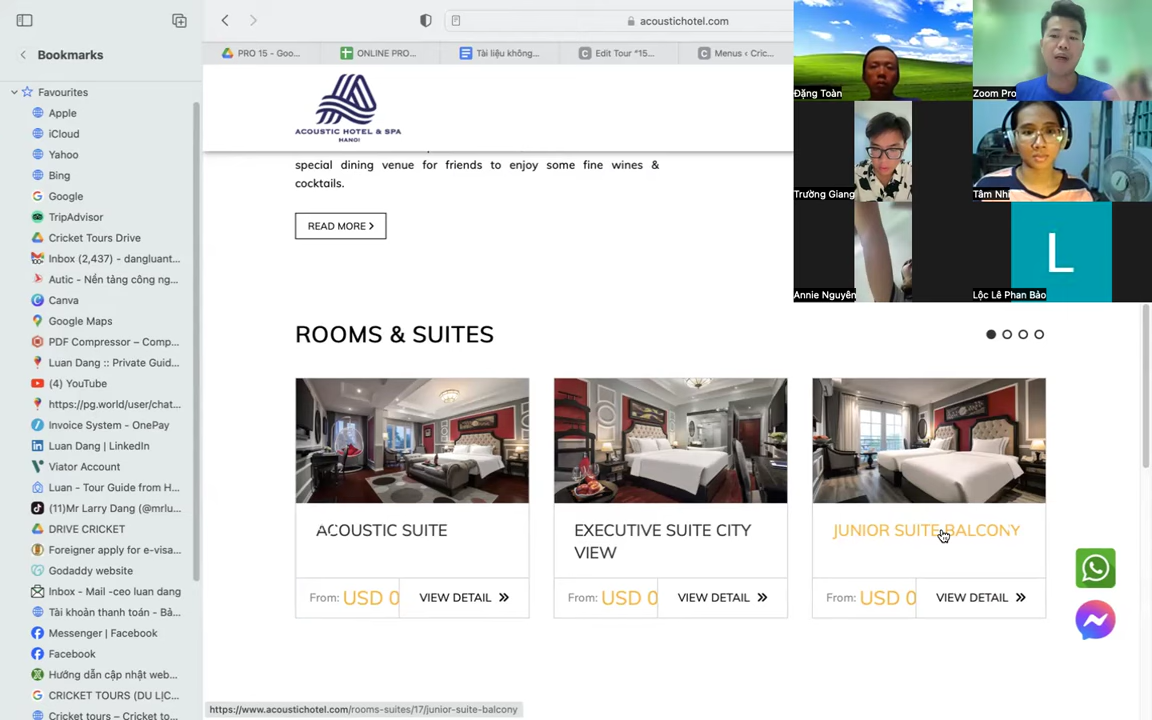 Bookmarks
Favourites
Apple
iCloud
Yahoo
Bing
Google
TripAdvisor
Cricket Tours Drive
Inbox (2,437) - dangluant...
Autic - Nền tảng công ng...
Canva
Google Maps
PDF Compressor – Comp...
Luan Dang :: Private Guid...
(4) YouTube
https://pg.world/user/chat...
Invoice System - OnePay
Luan Dang | LinkedIn
Viator Account
Luan - Tour Guide from H...
(11)Mr Larry Dang (@mrlu...
DRIVE CRICKET
Foreigner apply for e-visa...
Godaddy website
Inbox - Mail -ceo luan dang
Tài khoản thanh toán - Bả...
Messenger | Facebook
Facebook
Hướng dẫn cập nhật web...
CRICKET TOURS (DU LỊC...
Cricket tours – Cricket to...
acoustichotel.com
PRO 15 - Goo...
ONLINE PRO...
Tài liệu không...
Edit Tour "15...
Menus ‹ Cric...
ACOUSTIC HOTEL & SPA
HANOI
special dining venue for friends to enjoy some fine wines &
cocktails.
READ MORE
Đặng Toàn
Zoom Pro
Trường Giang
Tâm Nhi
Annie Nguyên
L
Lộc Lê Phan Bảo
ROOMS & SUITES
ACOUSTIC SUITE
From: USD 0
VIEW DETAIL
EXECUTIVE SUITE CITY
VIEW
From: USD 0
VIEW DETAIL
JUNIOR SUITE BALCONY
From: USD 0
VIEW DETAIL
https://www.acoustichotel.com/rooms-suites/17/junior-suite-balcony